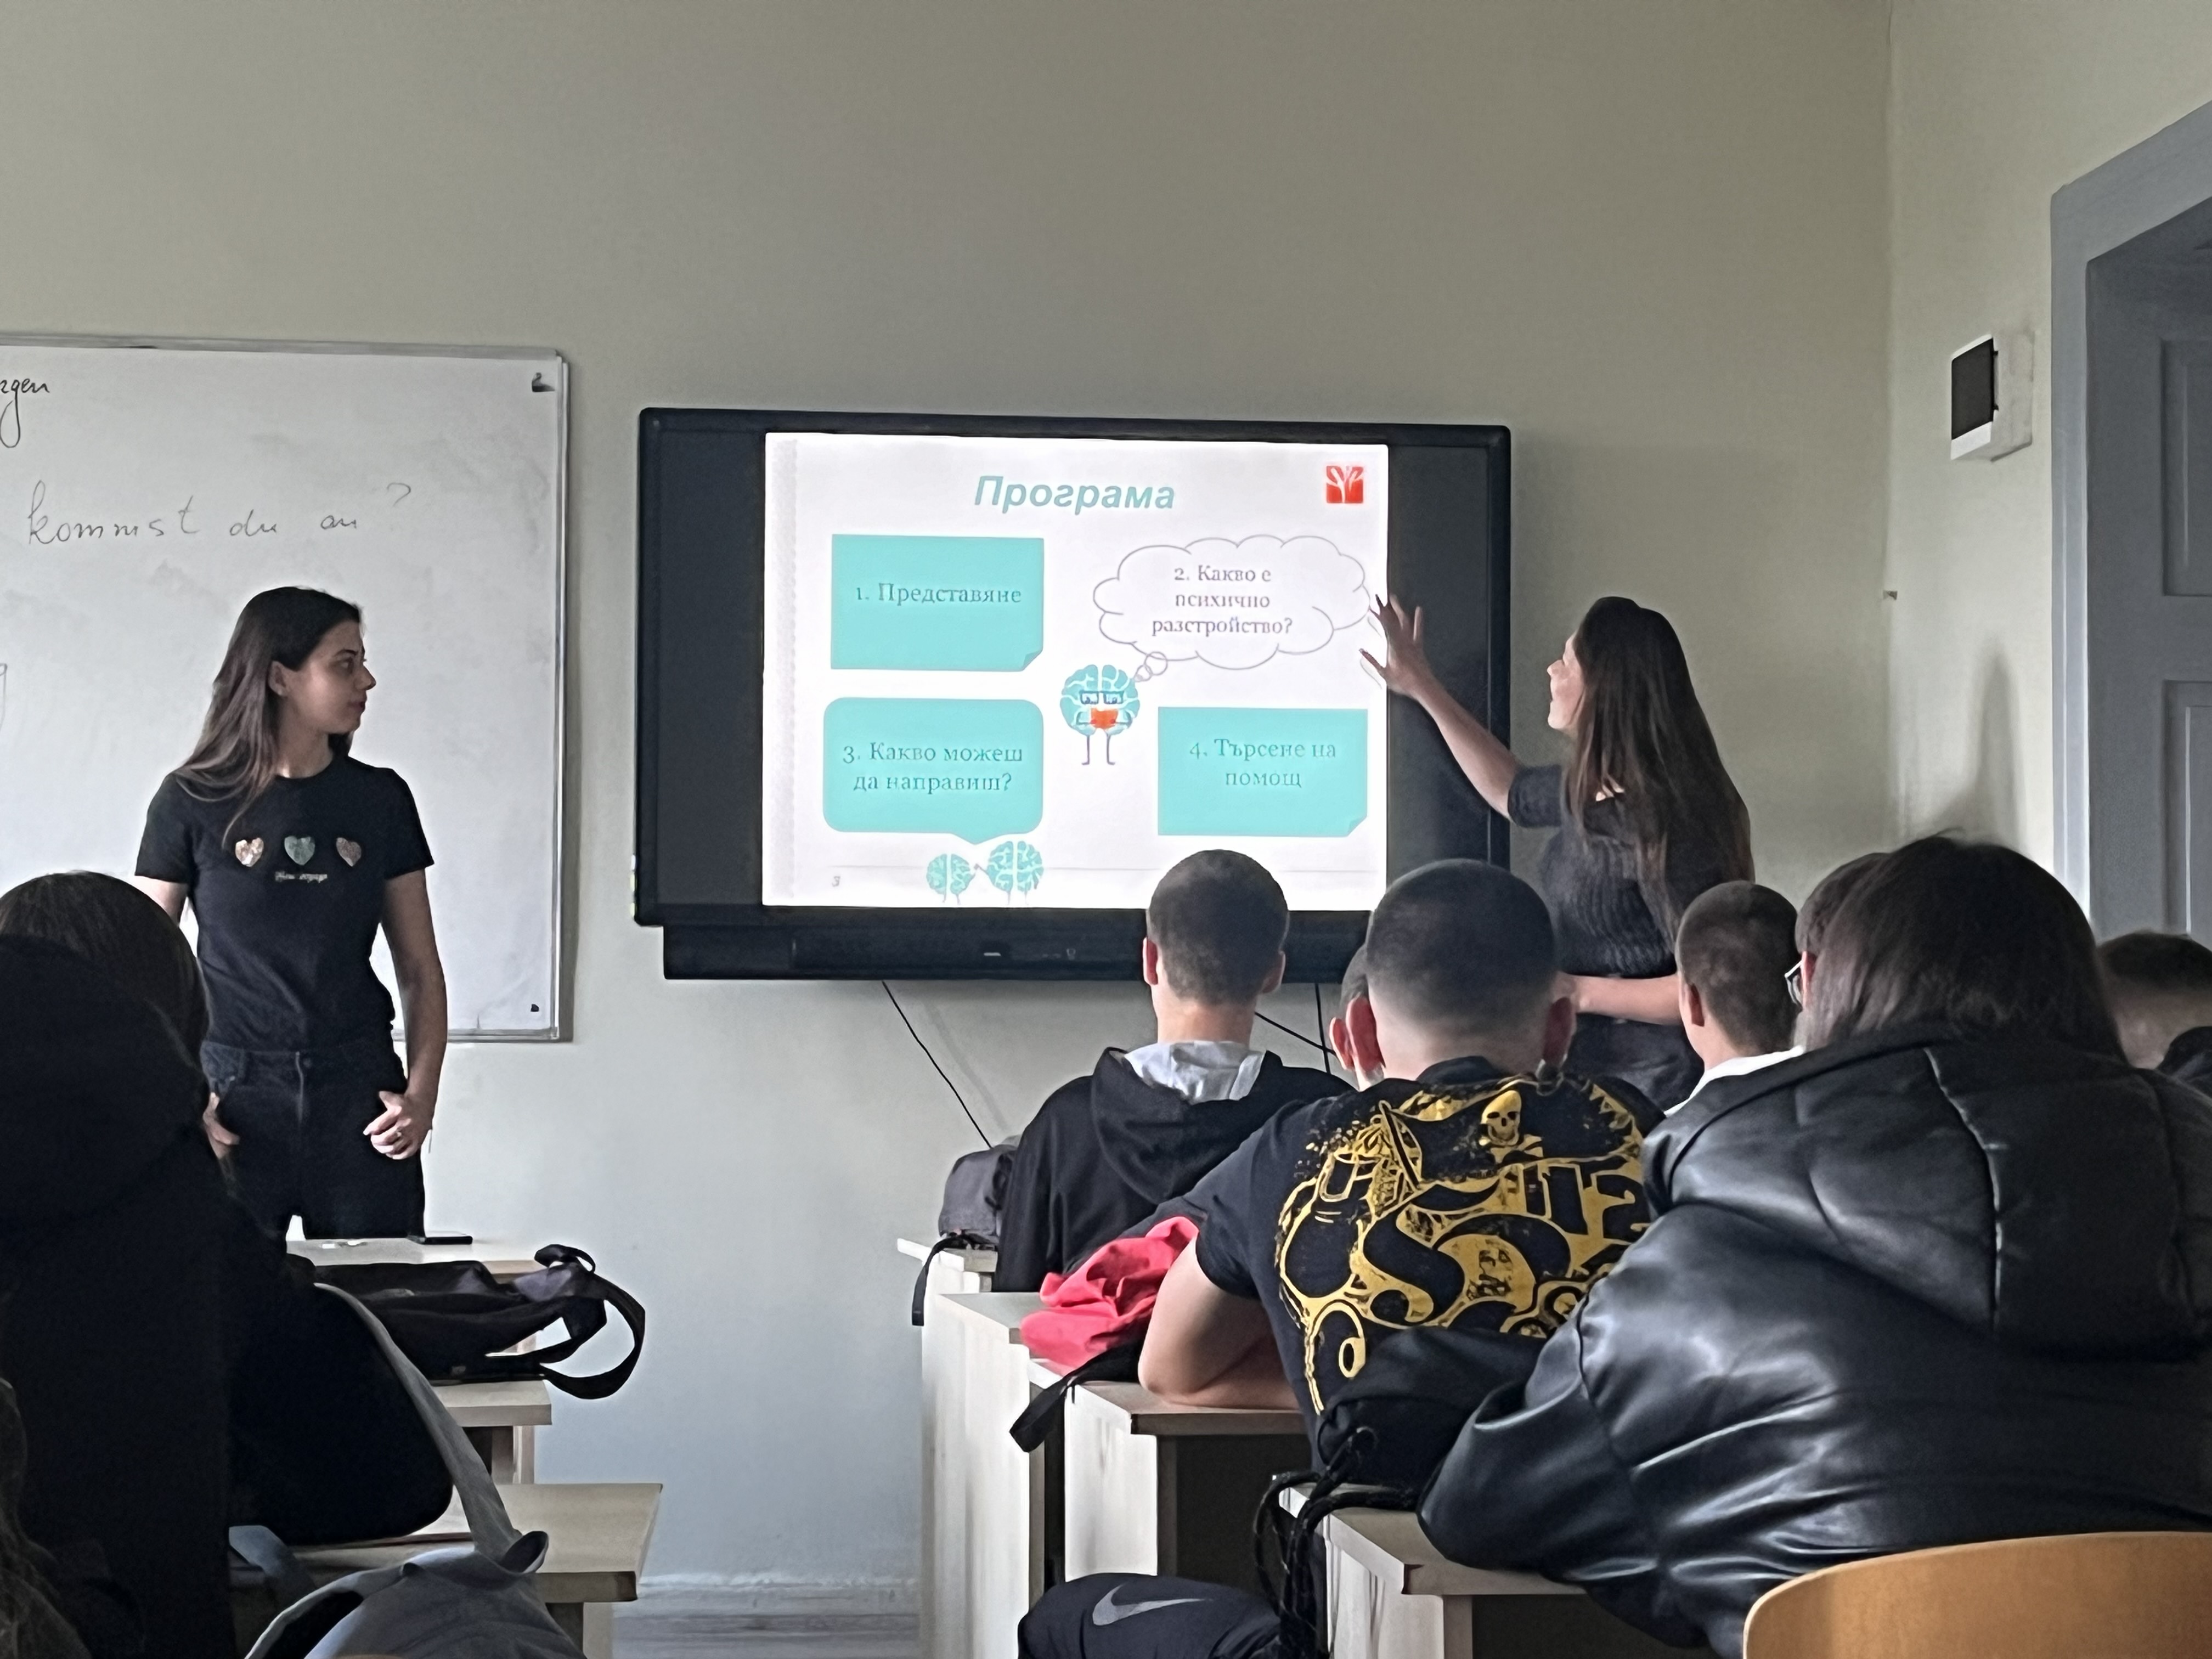 kommst du an?
Програма
1. Представяне
2. Какво е
психично
разстройство?
3. Какво можеш
да направиш?
4. Търсене на
помощ
3